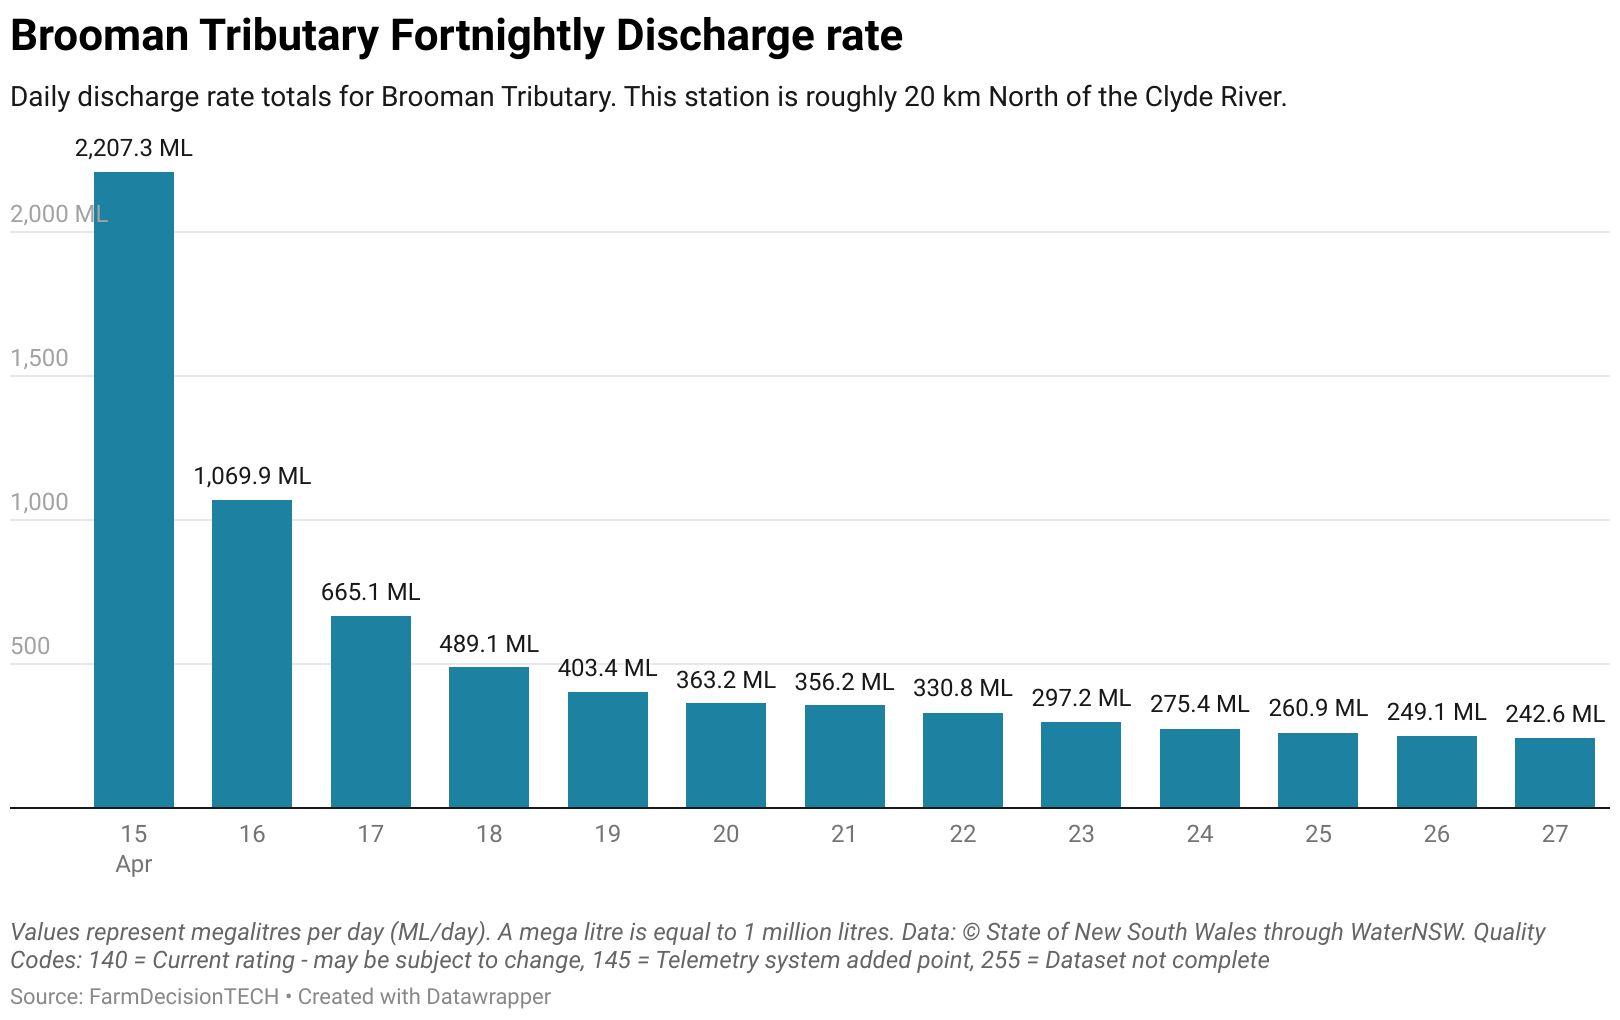 Brooman Tributary Fortnightly Discharge rate
Daily discharge rate totals for Brooman Tributary. This station is roughly 20 km North of the Clyde River.
2,207.3 ML
2,000 ML
1,500
1,069.9 ML
1,000
665.1 ML
500
489.1 ML
403.4 ML
363.2 ML
356.2 ML
330.8 ML
297.2 ML
275.4 ML
260.9 ML
249.1 ML
242.6 ML
15 16 17 18 19 20 21 22 23 24 25 26 27
Apr
Values represent megalitres per day (ML/day). A mega litre is equal to 1 million litres. Data: © State of New South Wales through WaterNSW. Quality
Codes: 140 = Current rating - may be subject to change, 145 = Telemetry system added point, 255 = Dataset not complete
Source: FarmDecisionTECH • Created with Datawrapper